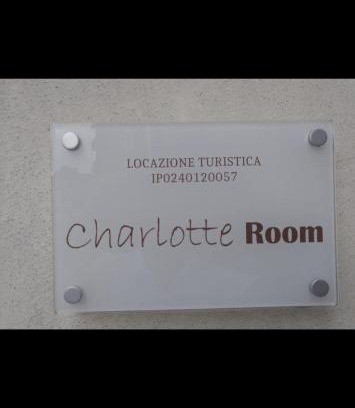 LOCAZIONE TURISTICA
IP0240120057
Charlotte Room